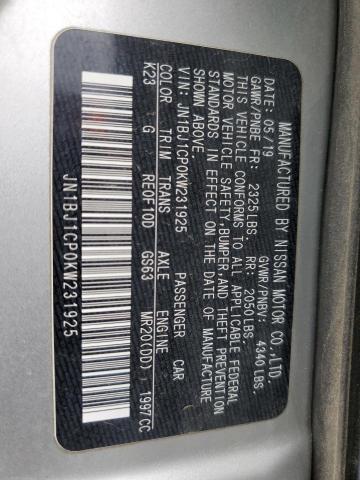 MANUFACTURED BY NISSAN MOTOR CO.,LTD.
DATE: 05/19 GVWR/PNBV: 4340LBS.
GAWR/PNBE FR: 2325LBS. RR: 2050LBS.
THIS VEHICLE CONFORMS TO ALL APPLICABLE FEDERAL
MOTOR VEHICLE SAFETY,BUMPER,AND THEFT PREVENTION
STANDARDS IN EFFECT ON THE DATE OF MANUFACTURE
SHOWN ABOVE.
VIN: JN1BJ1CP0KW231925 PASSENGER CAR
COLOR TRIM TRANS AXLE ENGINE
K23 G RE0F10D GS63 MR20(DD) 1997CC
JN1BJ1CP0KW231925